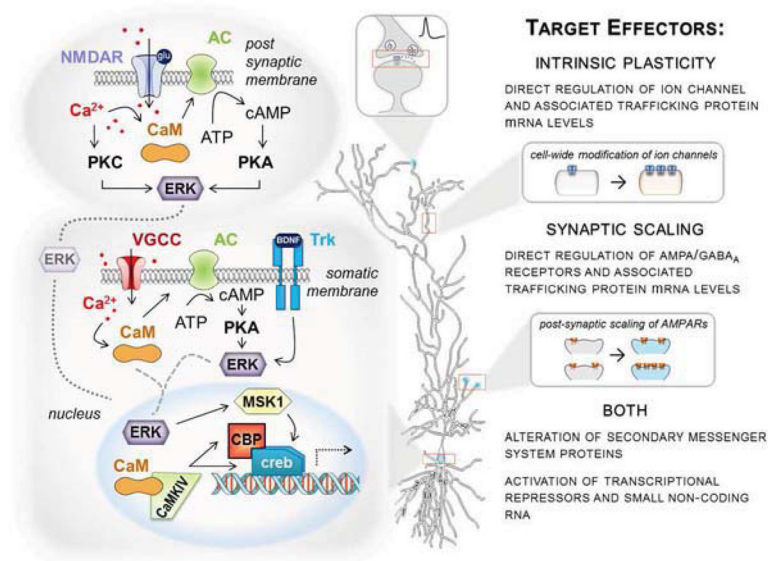 NMDAR
glu
AC
post
synaptic
membrane
Ca2+
CaM
ATP
cAMP
PKC
PKA
ERK
ERK
VGCC
AC
BDNF
Trk
somatic
membrane
Ca2+
CaM
ATP
cAMP
PKA
ERK
nucleus
ERK
MSK1
CBP
creb
CaM
CaMKIV
TARGET EFFECTORS:
INTRINSIC PLASTICITY
DIRECT REGULATION OF ION CHANNEL
AND ASSOCIATED TRAFFICKING PROTEIN
mRNA LEVELS
cell-wide modification of ion channels
SYNAPTIC SCALING
DIRECT REGULATION OF AMPA/GABAA
RECEPTORS AND ASSOCIATED
TRAFFICKING PROTEIN mRNA LEVELS
post-synaptic scaling of AMPARs
BOTH
ALTERATION OF SECONDARY MESSENGER
SYSTEM PROTEINS
ACTIVATION OF TRANSCRIPTIONAL
REPRESSORS AND SMALL NON-CODING
RNA